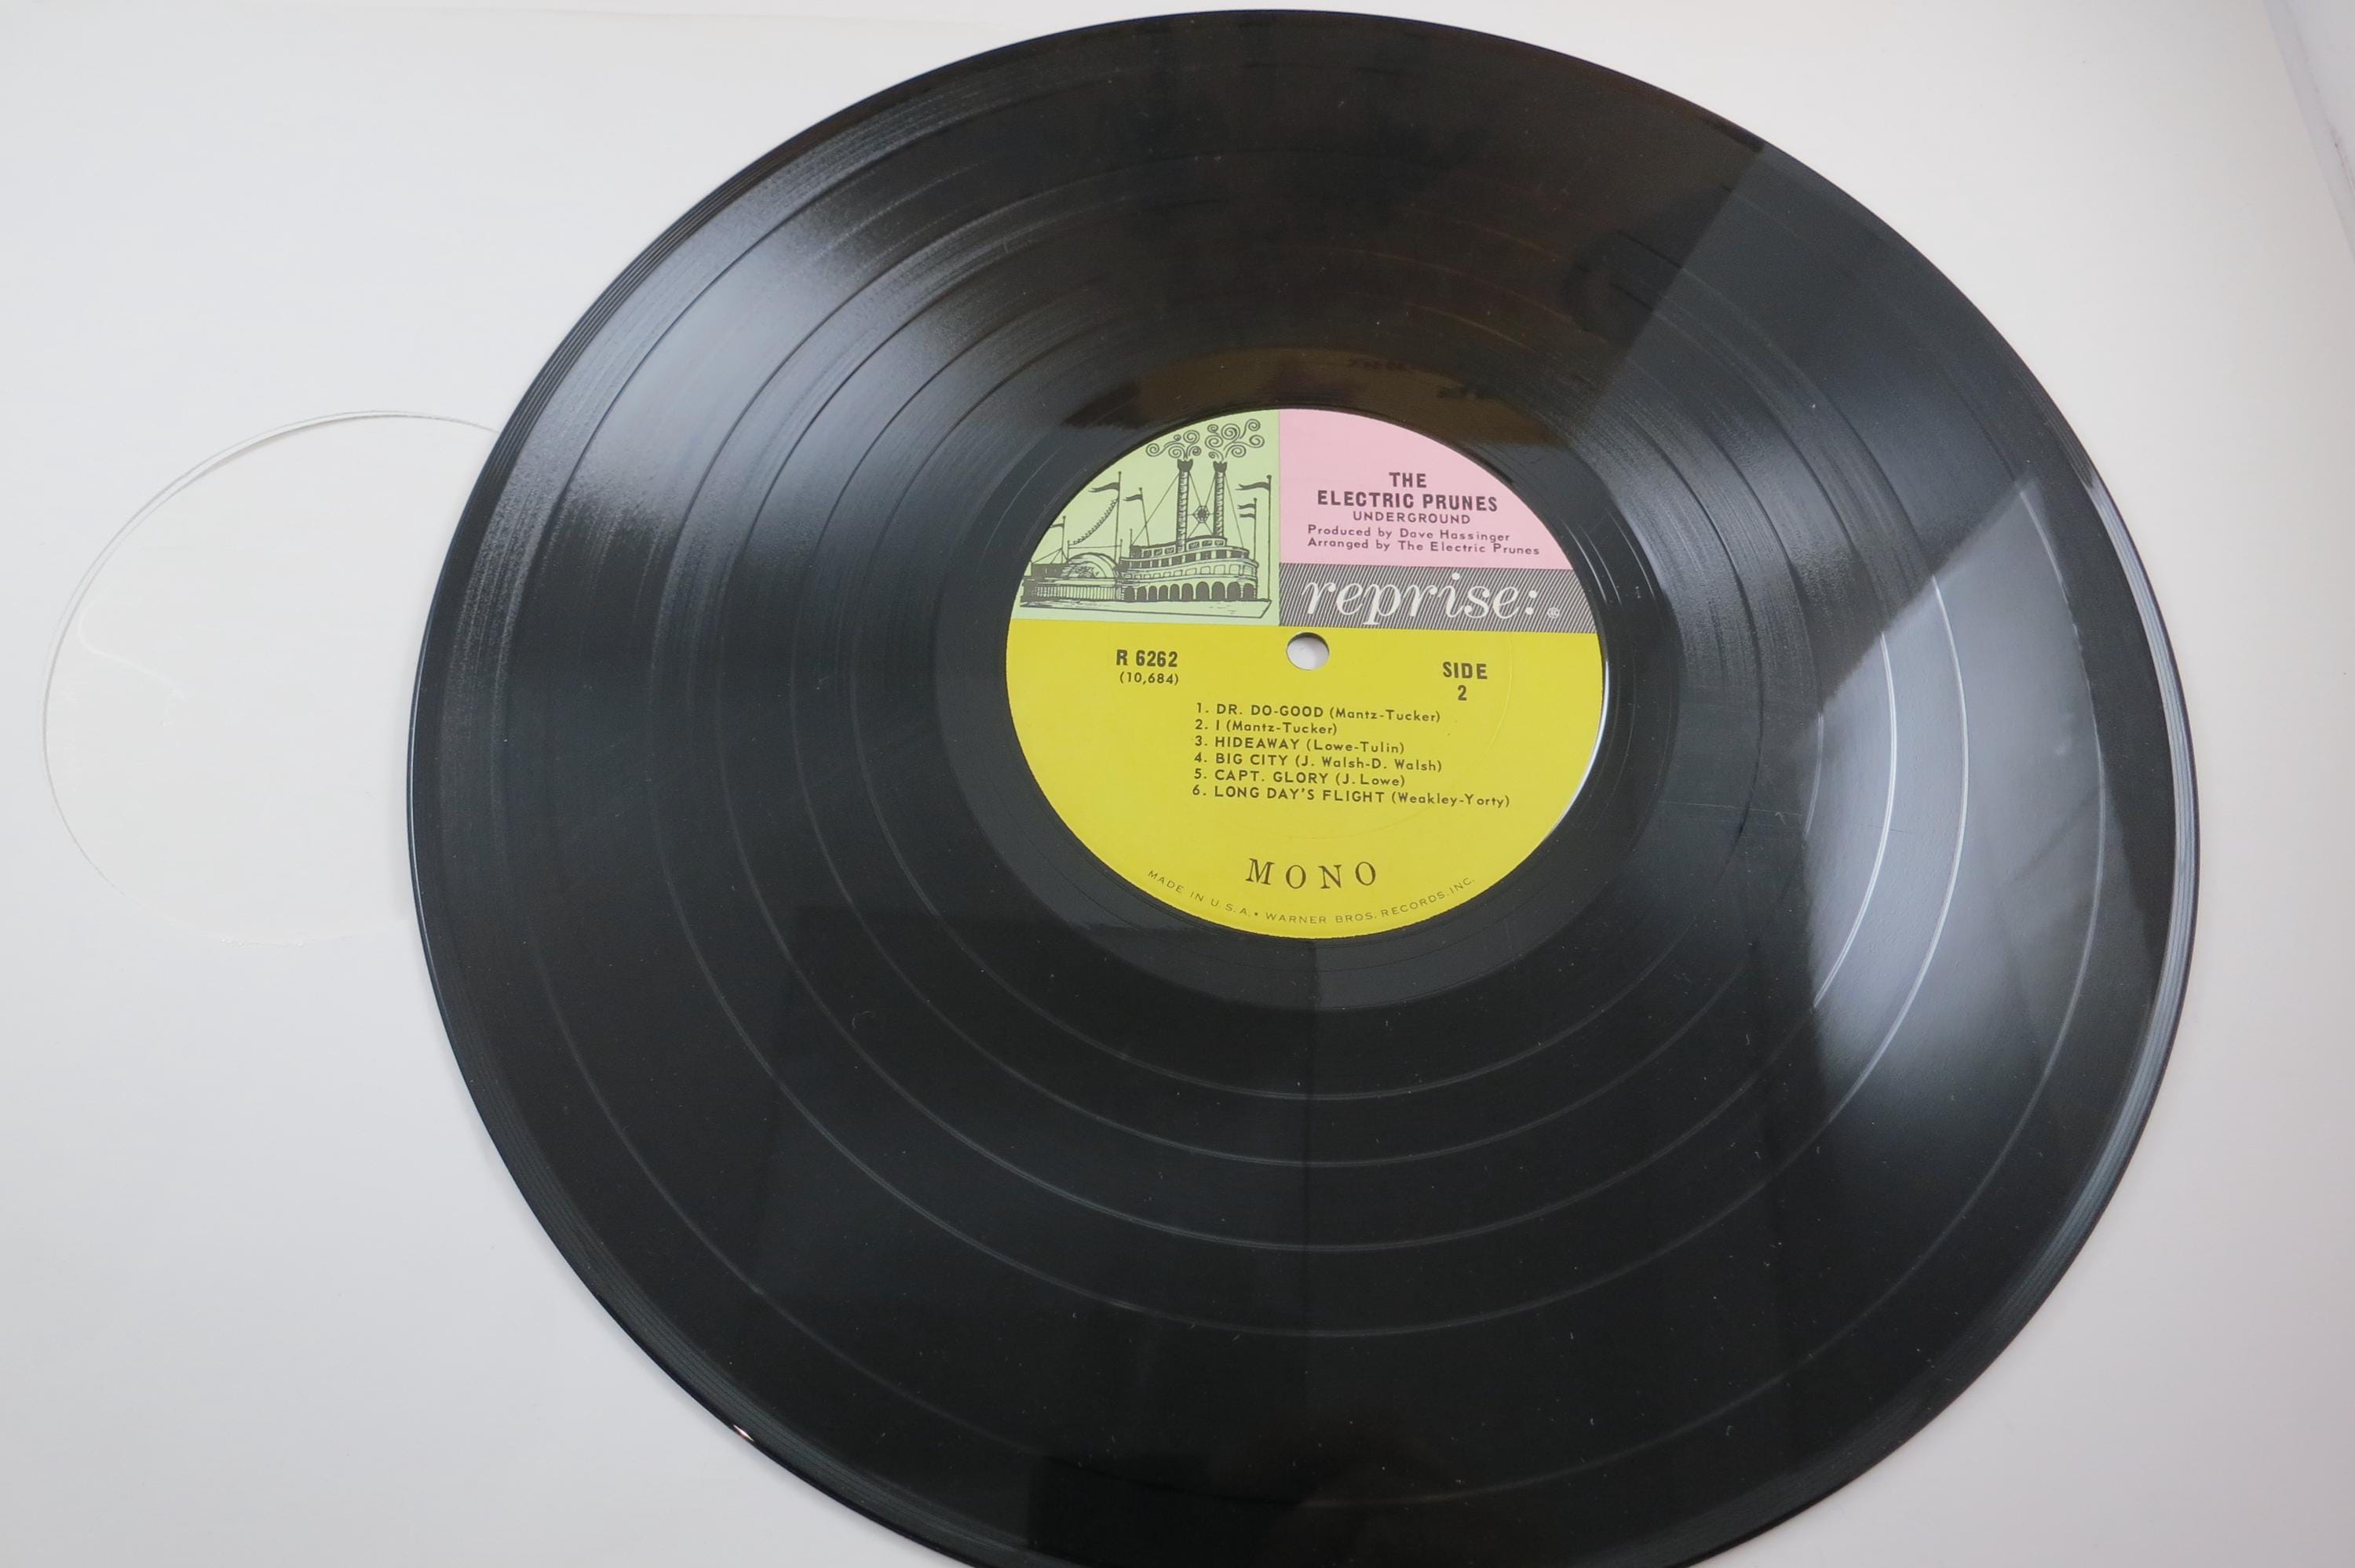 THE
ELECTRIC PRUNES
UNDERGROUND
Produced by Dave Hassinger
Arranged by The Electric Prunes
reprise:®
R 6262
(10,684)
SIDE
2
1. DR. DO-GOOD (Mantz-Tucker)
2. I (Mantz-Tucker)
3. HIDEAWAY (Lowe-Tulin)
4. BIG CITY (J. Walsh-D. Walsh)
5. CAPT. GLORY (J. Lowe)
6. LONG DAY'S FLIGHT (Weakley-Yorty)
MONO
MADE IN U.S.A. • WARNER BROS. RECORDS, INC.